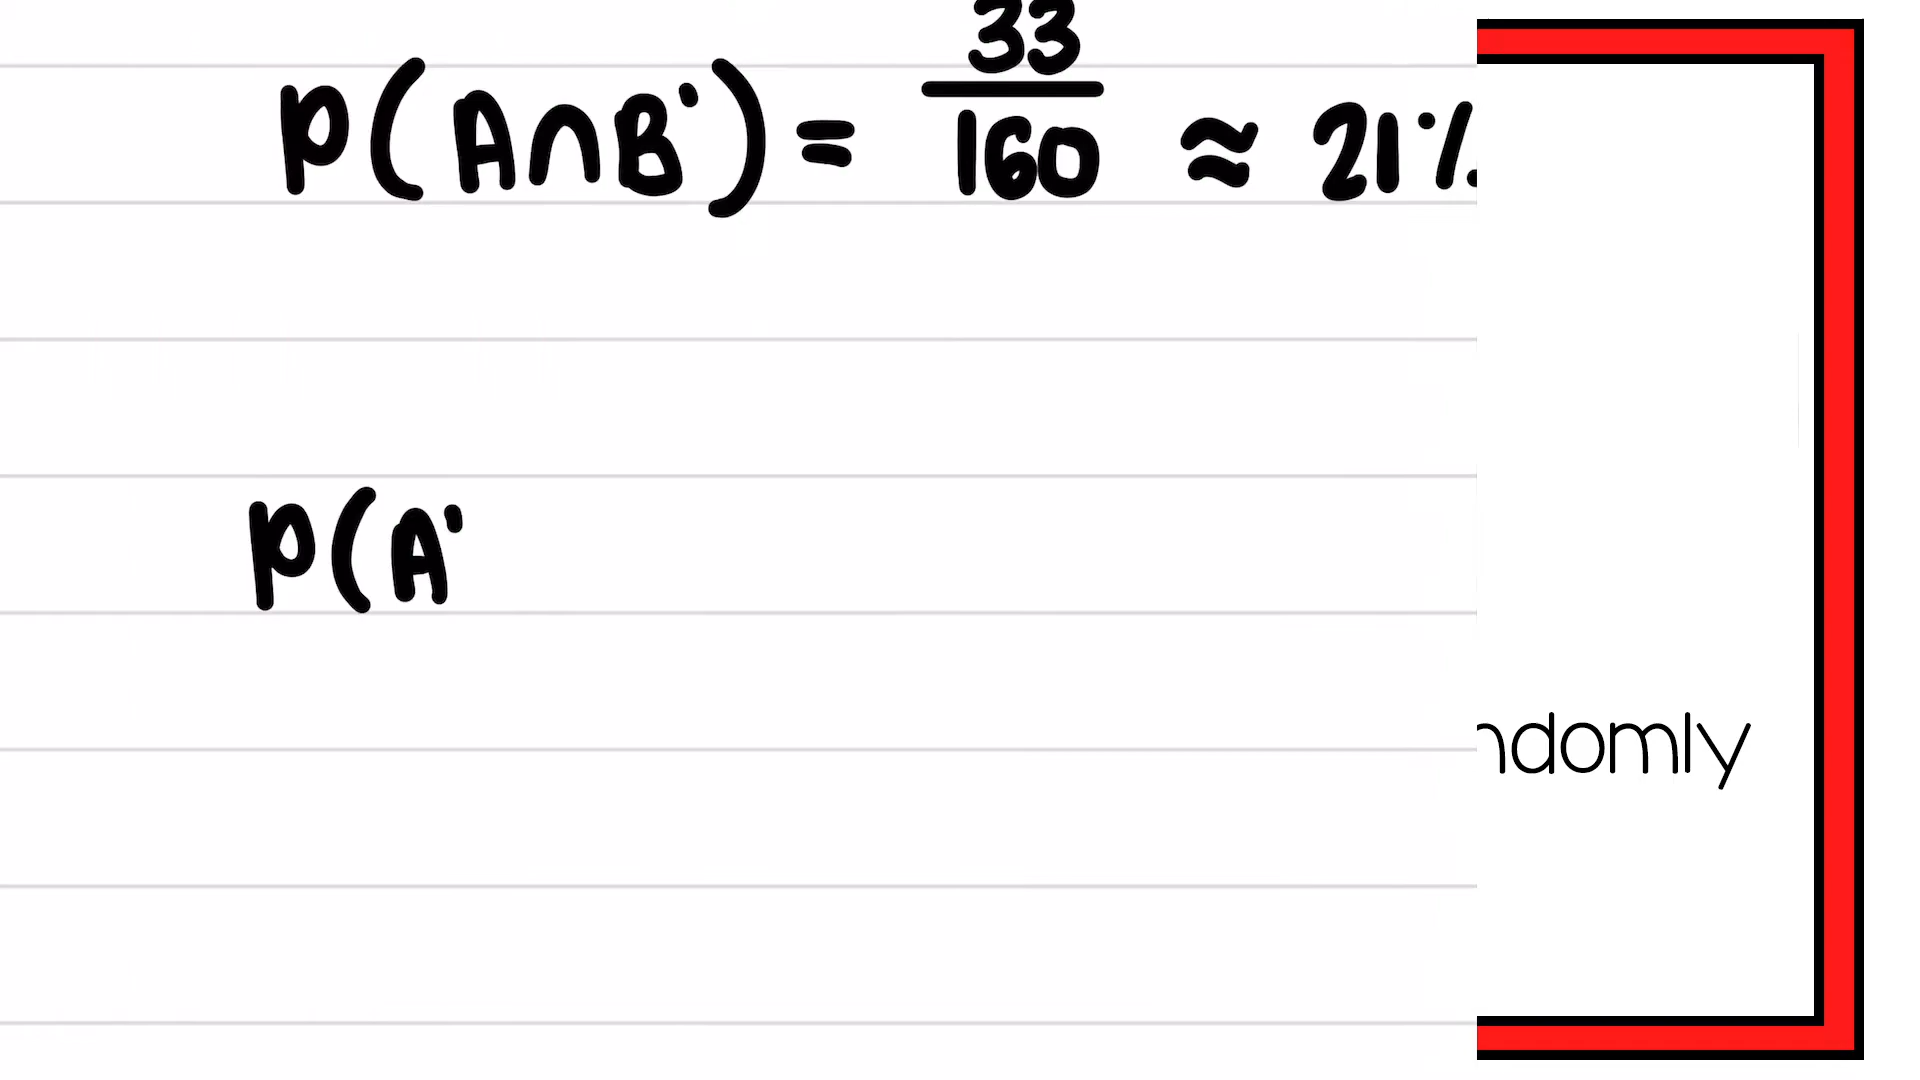 P(A∩B') = 33/160 ≈ 21%
P(A'
ndomly